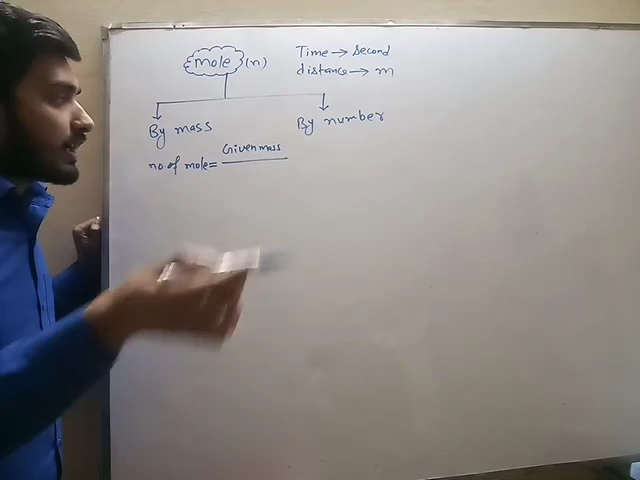 mole (n)
Time → second
distance → m
By mass
By number
no. of mole = Given mass